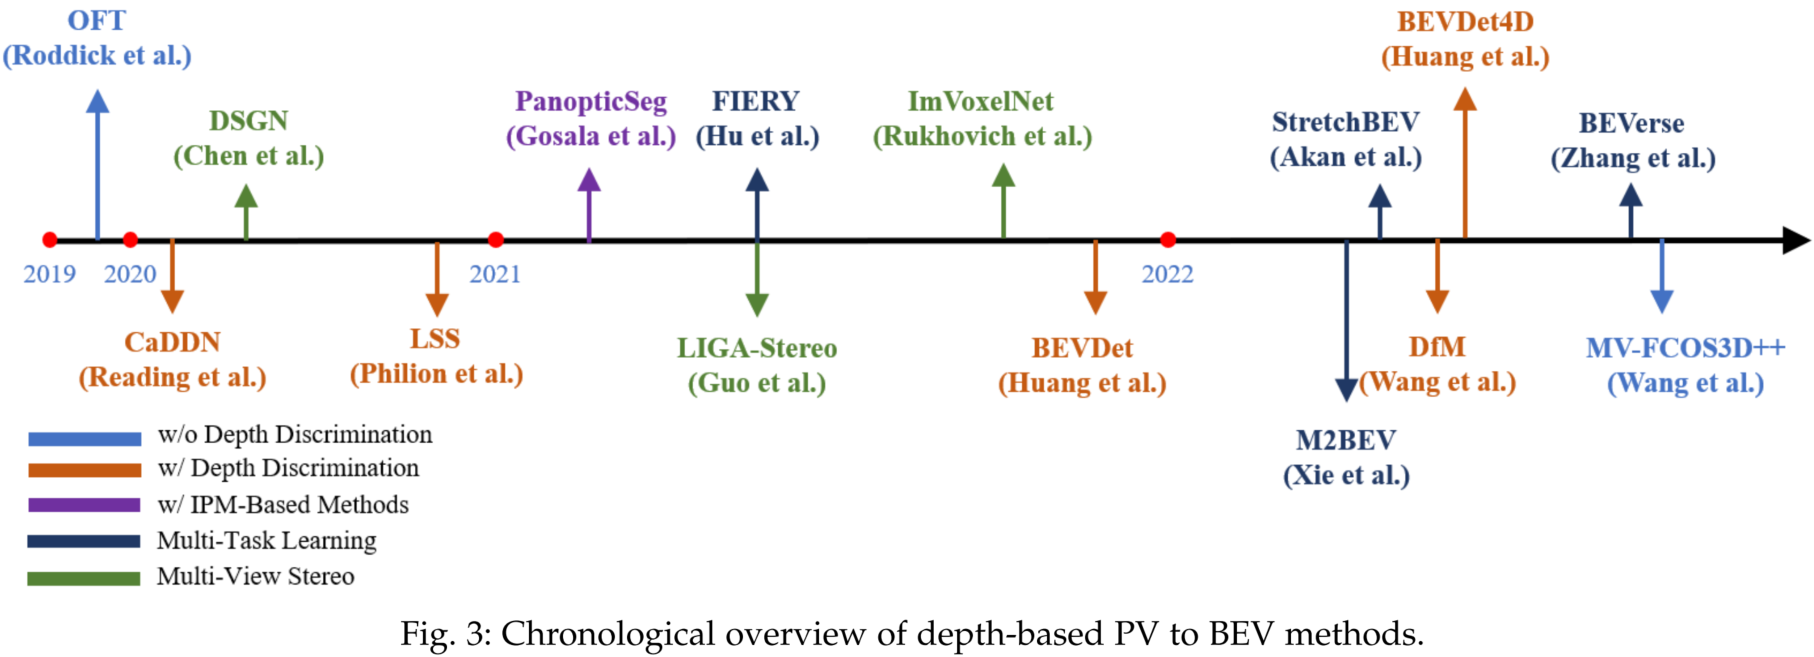 OFT
(Roddick et al.)
DSGN
(Chen et al.)
PanopticSeg
(Gosala et al.)
FIERY
(Hu et al.)
ImVoxelNet
(Rukhovich et al.)
StretchBEV
(Akan et al.)
BEVDet4D
(Huang et al.)
BEVerse
(Zhang et al.)
2019
2020
2021
2022
CaDDN
(Reading et al.)
LSS
(Philion et al.)
LIGA-Stereo
(Guo et al.)
BEVDet
(Huang et al.)
M2BEV
(Xie et al.)
DfM
(Wang et al.)
MV-FCOS3D++
(Wang et al.)
w/o Depth Discrimination
w/ Depth Discrimination
w/ IPM-Based Methods
Multi-Task Learning
Multi-View Stereo
Fig. 3: Chronological overview of depth-based PV to BEV methods.